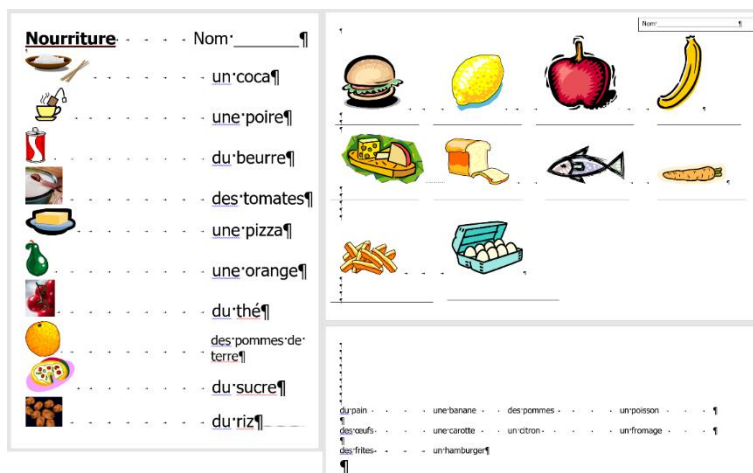 Nourriture Nom
un coca
une poire
du beurre
des tomates
une pizza
une orange
du thé
des pommes de
terre
du sucre
du riz
Nom
du pain une banane des pommes un poisson
des œufs une carotte un citron un fromage
des frites un hamburger